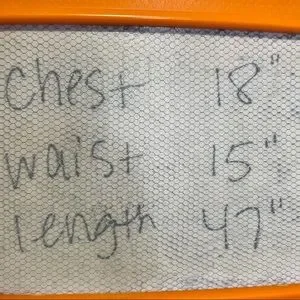 chest 18"
waist 15"
length 47"